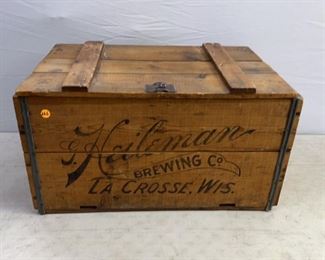 G. Heileman
BREWING CO
LA CROSSE, WIS.